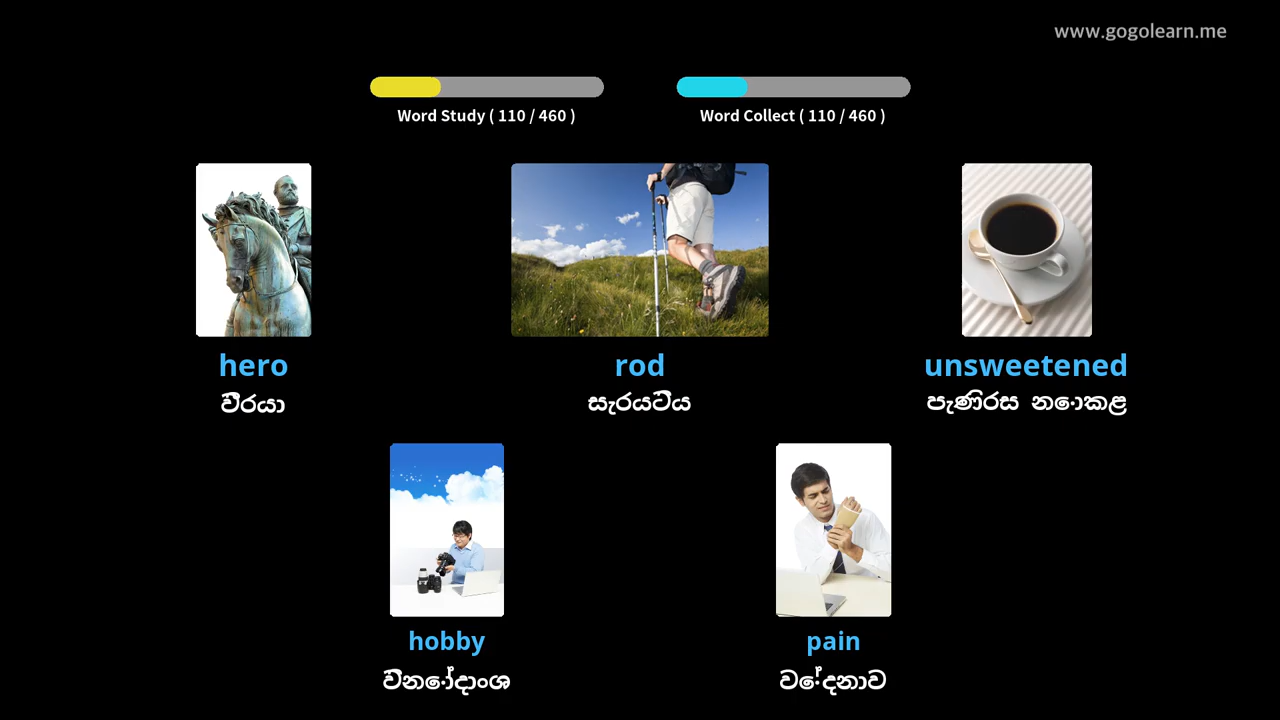 www.gogolearn.me
Word Study ( 110 / 460 )
Word Collect ( 110 / 460 )
hero
වීරයා
rod
සැරයටිය
unsweetened
පැණිරස නොකළ
hobby
විනෝදාංශ
pain
වේදනාව